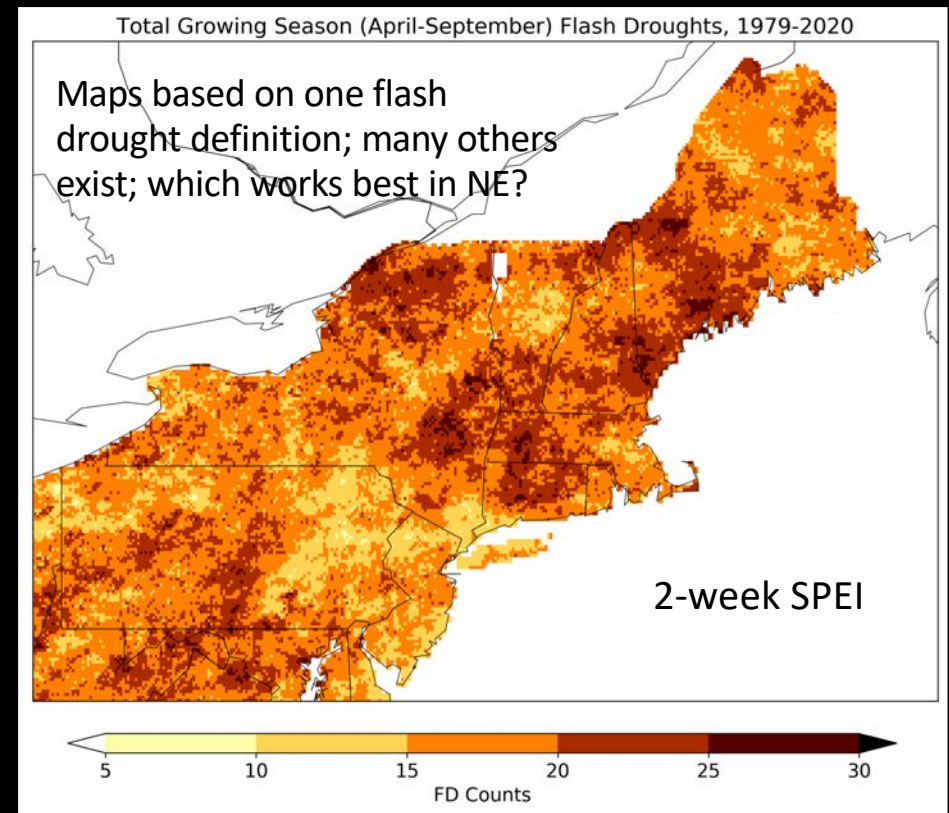 Total Growing Season (April-September) Flash Droughts, 1979-2020
Maps based on one flash
drought definition; many others
exist; which works best in NE?
2-week SPEI
5 10 15 20 25 30
FD Counts